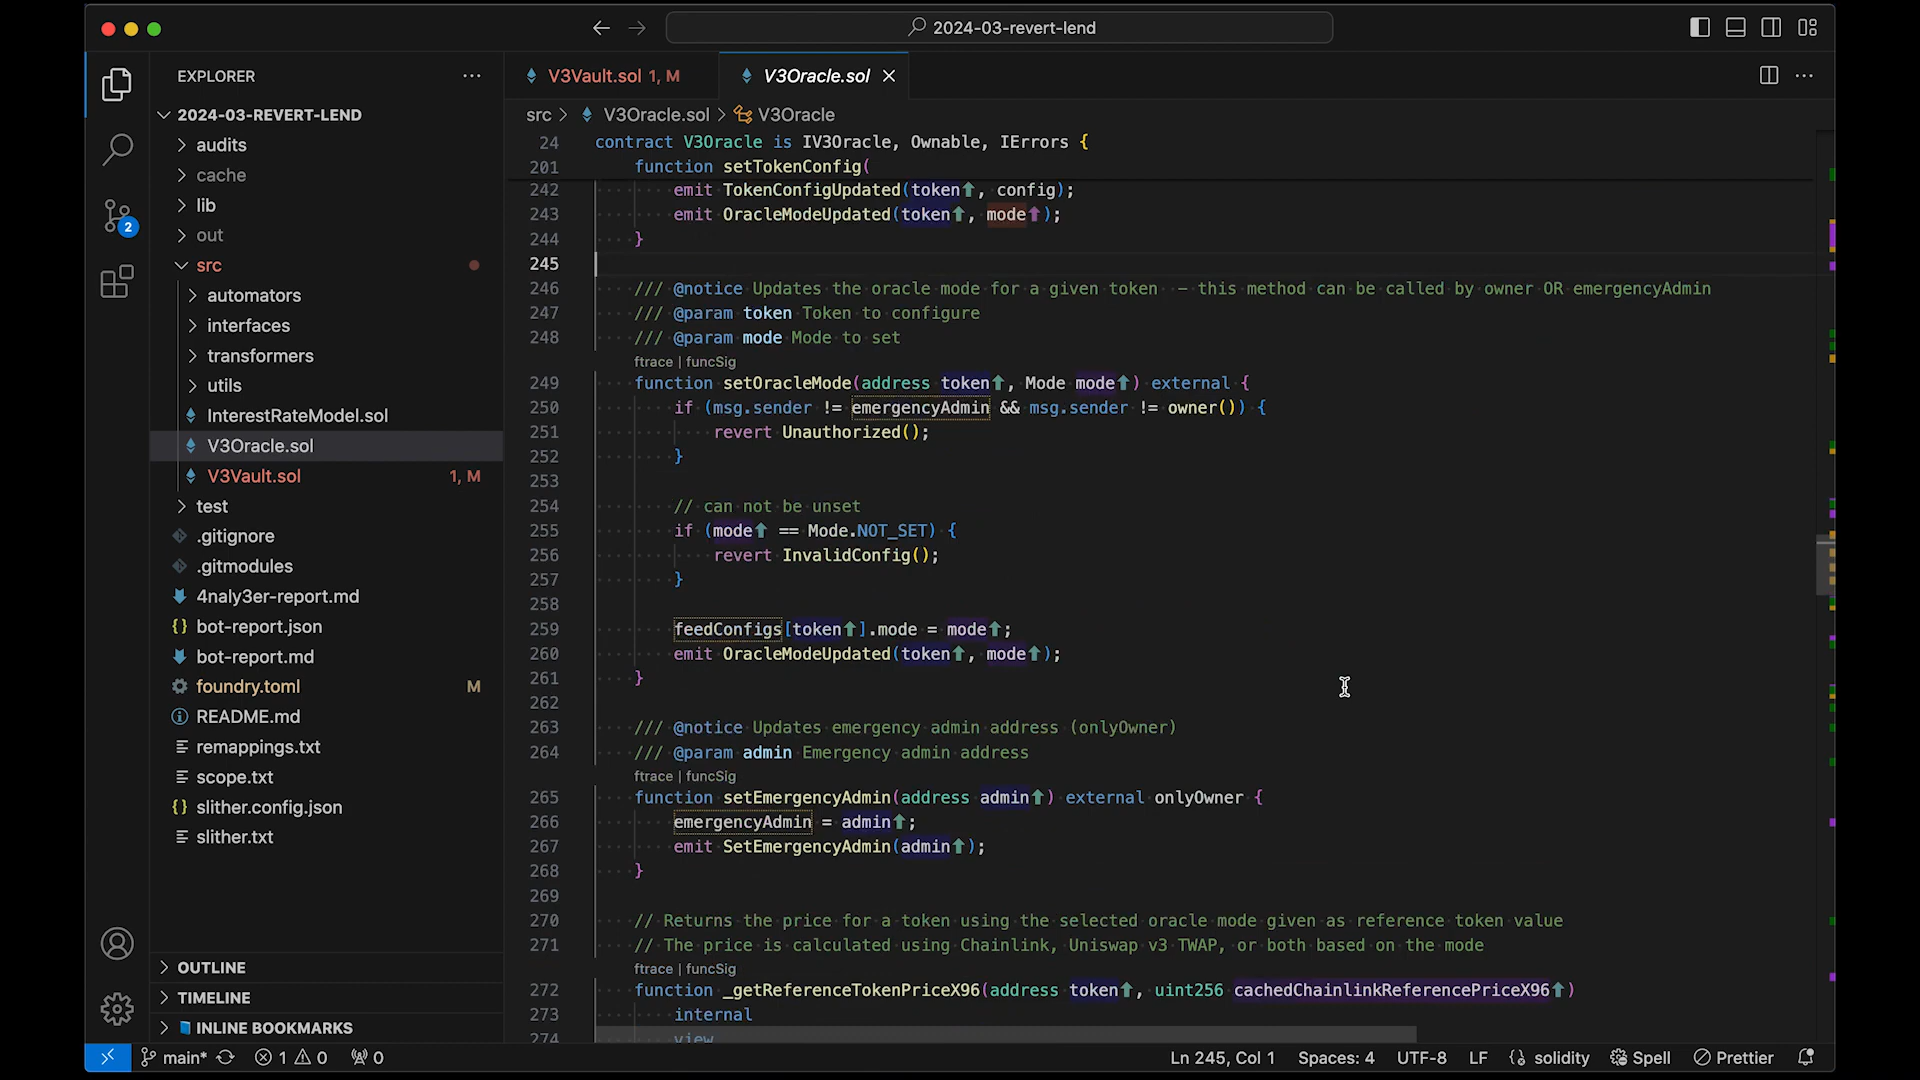 2024-03-revert-lend
EXPLORER
2024-03-REVERT-LEND
audits
cache
lib
out
src
automators
interfaces
transformers
utils
InterestRateModel.sol
V3Oracle.sol
V3Vault.sol 1, M
test
.gitignore
.gitmodules
4naly3er-report.md
bot-report.json
bot-report.md
foundry.toml M
README.md
remappings.txt
scope.txt
slither.config.json
slither.txt
OUTLINE
TIMELINE
INLINE BOOKMARKS
V3Vault.sol 1, M
V3Oracle.sol
src > V3Oracle.sol > V3Oracle
24 contract V3Oracle is IV3Oracle, Ownable, IErrors {
201 function setTokenConfig(
242 emit TokenConfigUpdated(token↑, config);
243 emit OracleModeUpdated(token↑, mode↑);
244 }
245
246 /// @notice Updates the oracle mode for a given token  - this method can be called by owner OR emergencyAdmin
247 /// @param token Token to configure
248 /// @param mode Mode to set
ftrace | funcSig
249 function setOracleMode(address token↑, Mode mode↑) external {
250 if (msg.sender != emergencyAdmin && msg.sender != owner()) {
251 revert Unauthorized();
252 }
253
254 // can not be unset
255 if (mode↑ == Mode.NOT_SET) {
256 revert InvalidConfig();
257 }
258
259 feedConfigs[token↑].mode = mode↑;
260 emit OracleModeUpdated(token↑, mode↑);
261 }
262
263 /// @notice Updates emergency admin address (onlyOwner)
264 /// @param admin Emergency admin address
ftrace | funcSig
265 function setEmergencyAdmin(address admin↑) external onlyOwner {
266 emergencyAdmin = admin↑;
267 emit SetEmergencyAdmin(admin↑);
268 }
269
270 // Returns the price for a token using the selected oracle mode given as reference token value
271 // The price is calculated using Chainlink, Uniswap v3 TWAP, or both based on the mode
ftrace | funcSig
272 function _getReferenceTokenPriceX96(address token↑, uint256 cachedChainlinkReferencePriceX96↑)
273 internal
274 view
2
main* 1 0 0 Ln 245, Col 1 Spaces: 4 UTF-8 LF solidity Spell Prettier